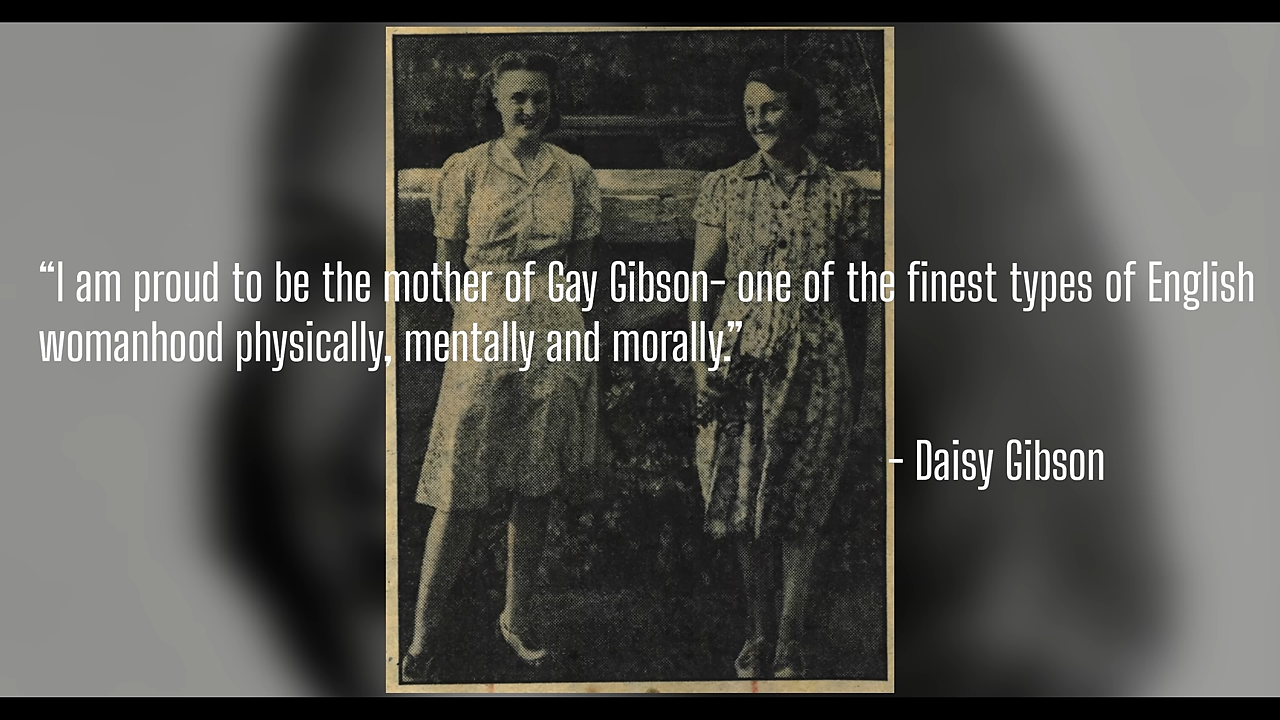 “I am proud to be the mother of Gay Gibson- one of the finest types of English
womanhood physically, mentally and morally.”
- Daisy Gibson